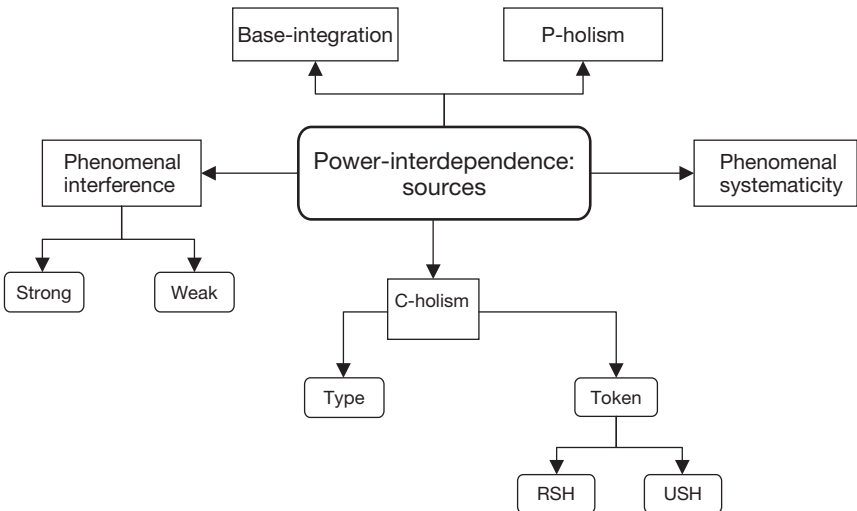 Base-integration
P-holism
Power-interdependence:
sources
Phenomenal
interference
Phenomenal
systematicity
Strong
Weak
C-holism
Type
Token
RSH
USH